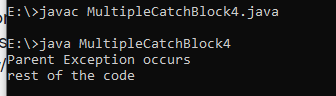 E:\>javac MultipleCatchBlock4.java
E:\>java MultipleCatchBlock4
Parent Exception occurs
rest of the code